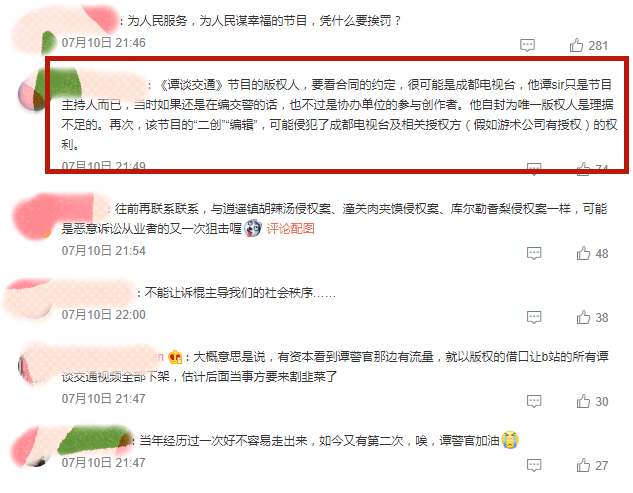 ：为人民服务，为人民谋幸福的节目，凭什么要挨罚？
07月10日 21:46
281
：《谭谈交通》节目的版权人，要看合同的约定，很可能是成都电视台，他谭sir只是节目
主持人而已，当时如果还是在编交警的话，也不过是协办单位的参与创作者。他自封为唯一版权人是理据
不足的。再次，该节目的“二创”“编辑”，可能侵犯了成都电视台及相关授权方（假如游术公司有授权）的权
利。
07月10日 21:49
74
：往前再联系联系，与逍遥镇胡辣汤侵权案、潼关肉夹馍侵权案、库尔勒香梨侵权案一样，可能
是恶意诉讼从业者的又一次狙击喔 评论配图
07月10日 21:54
48
：不能让诉棍主导我们的社会秩序……
07月10日 22:00
38
：大概意思是说，有资本看到谭警官那边有流量，就以版权的借口让b站的所有谭
谈交通视频全部下架，估计后面当事方要来割韭菜了
07月10日 21:47
30
：当年经历过一次好不容易走出来，如今又有第二次，唉，谭警官加油
07月10日 21:47
27